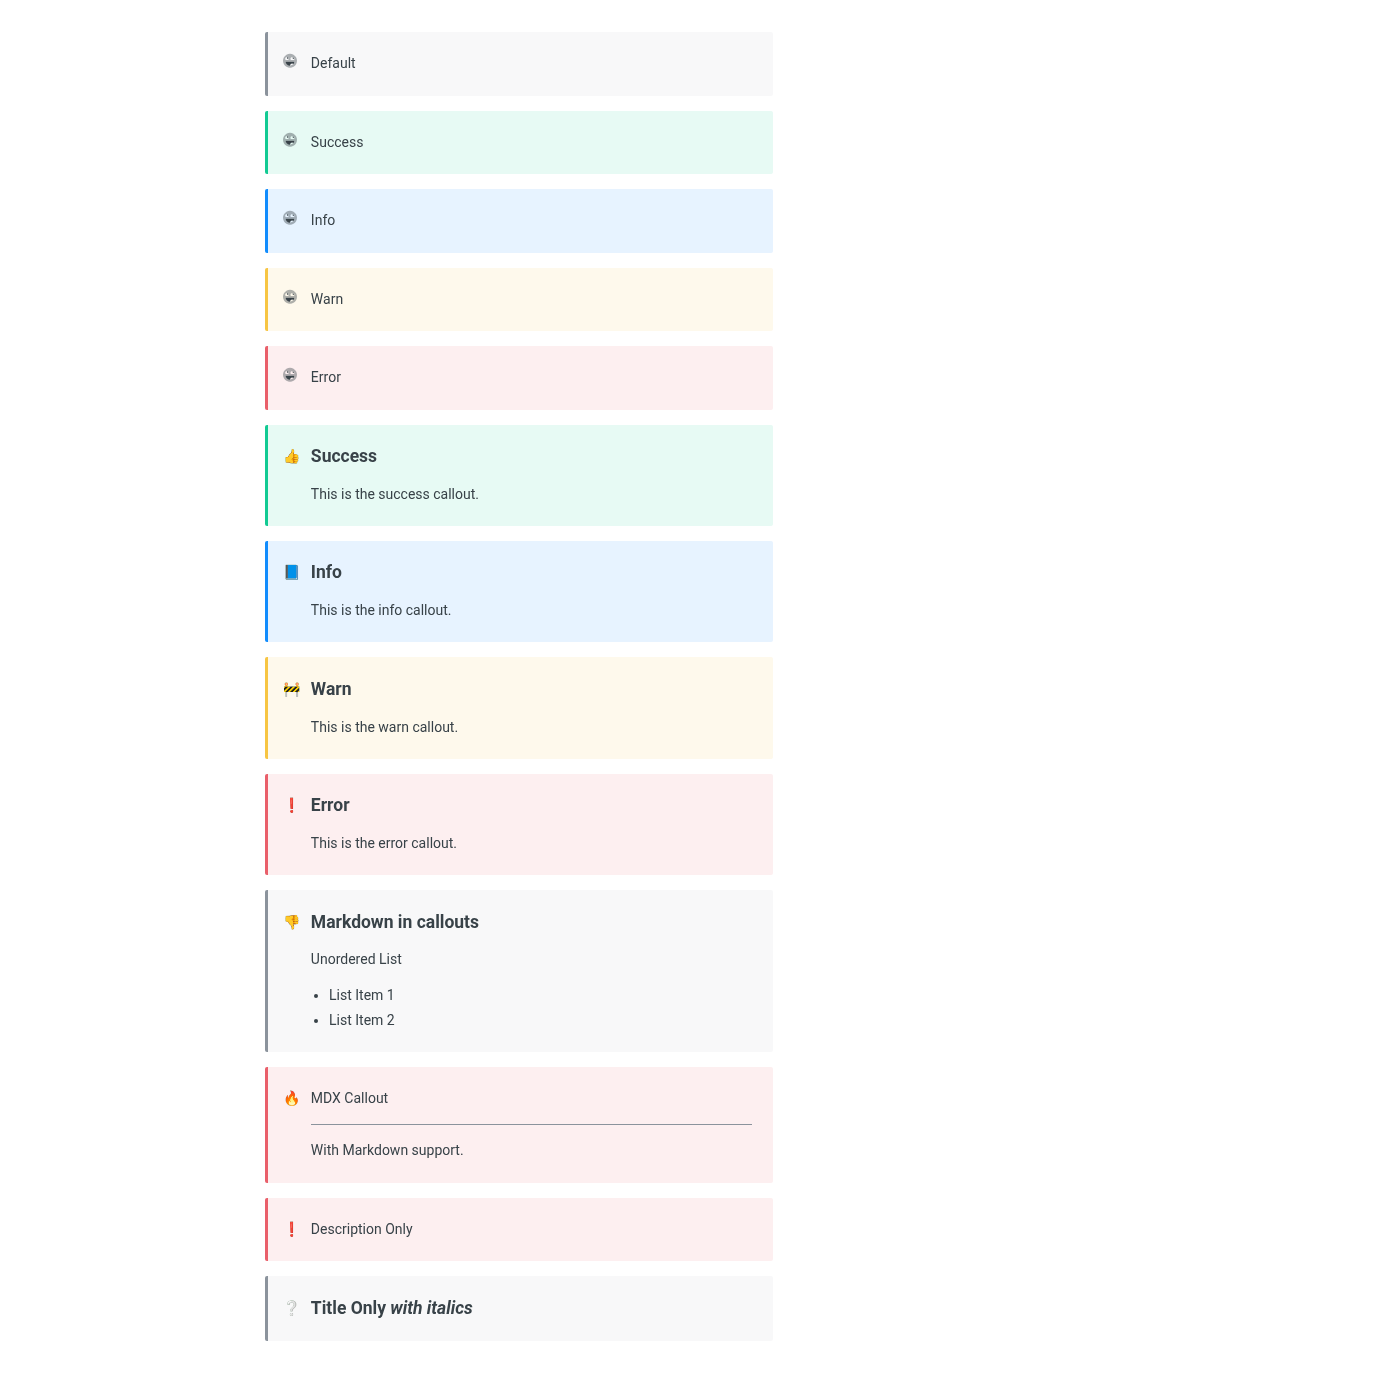 Default
Success
Info
Warn
Error
👍 Success
This is the success callout.
📘 Info
This is the info callout.
🚧 Warn
This is the warn callout.
❗ Error
This is the error callout.
👎 Markdown in callouts
Unordered List
• List Item 1
• List Item 2
🔥 MDX Callout
With Markdown support.
❗ Description Only
❔ Title Only with italics